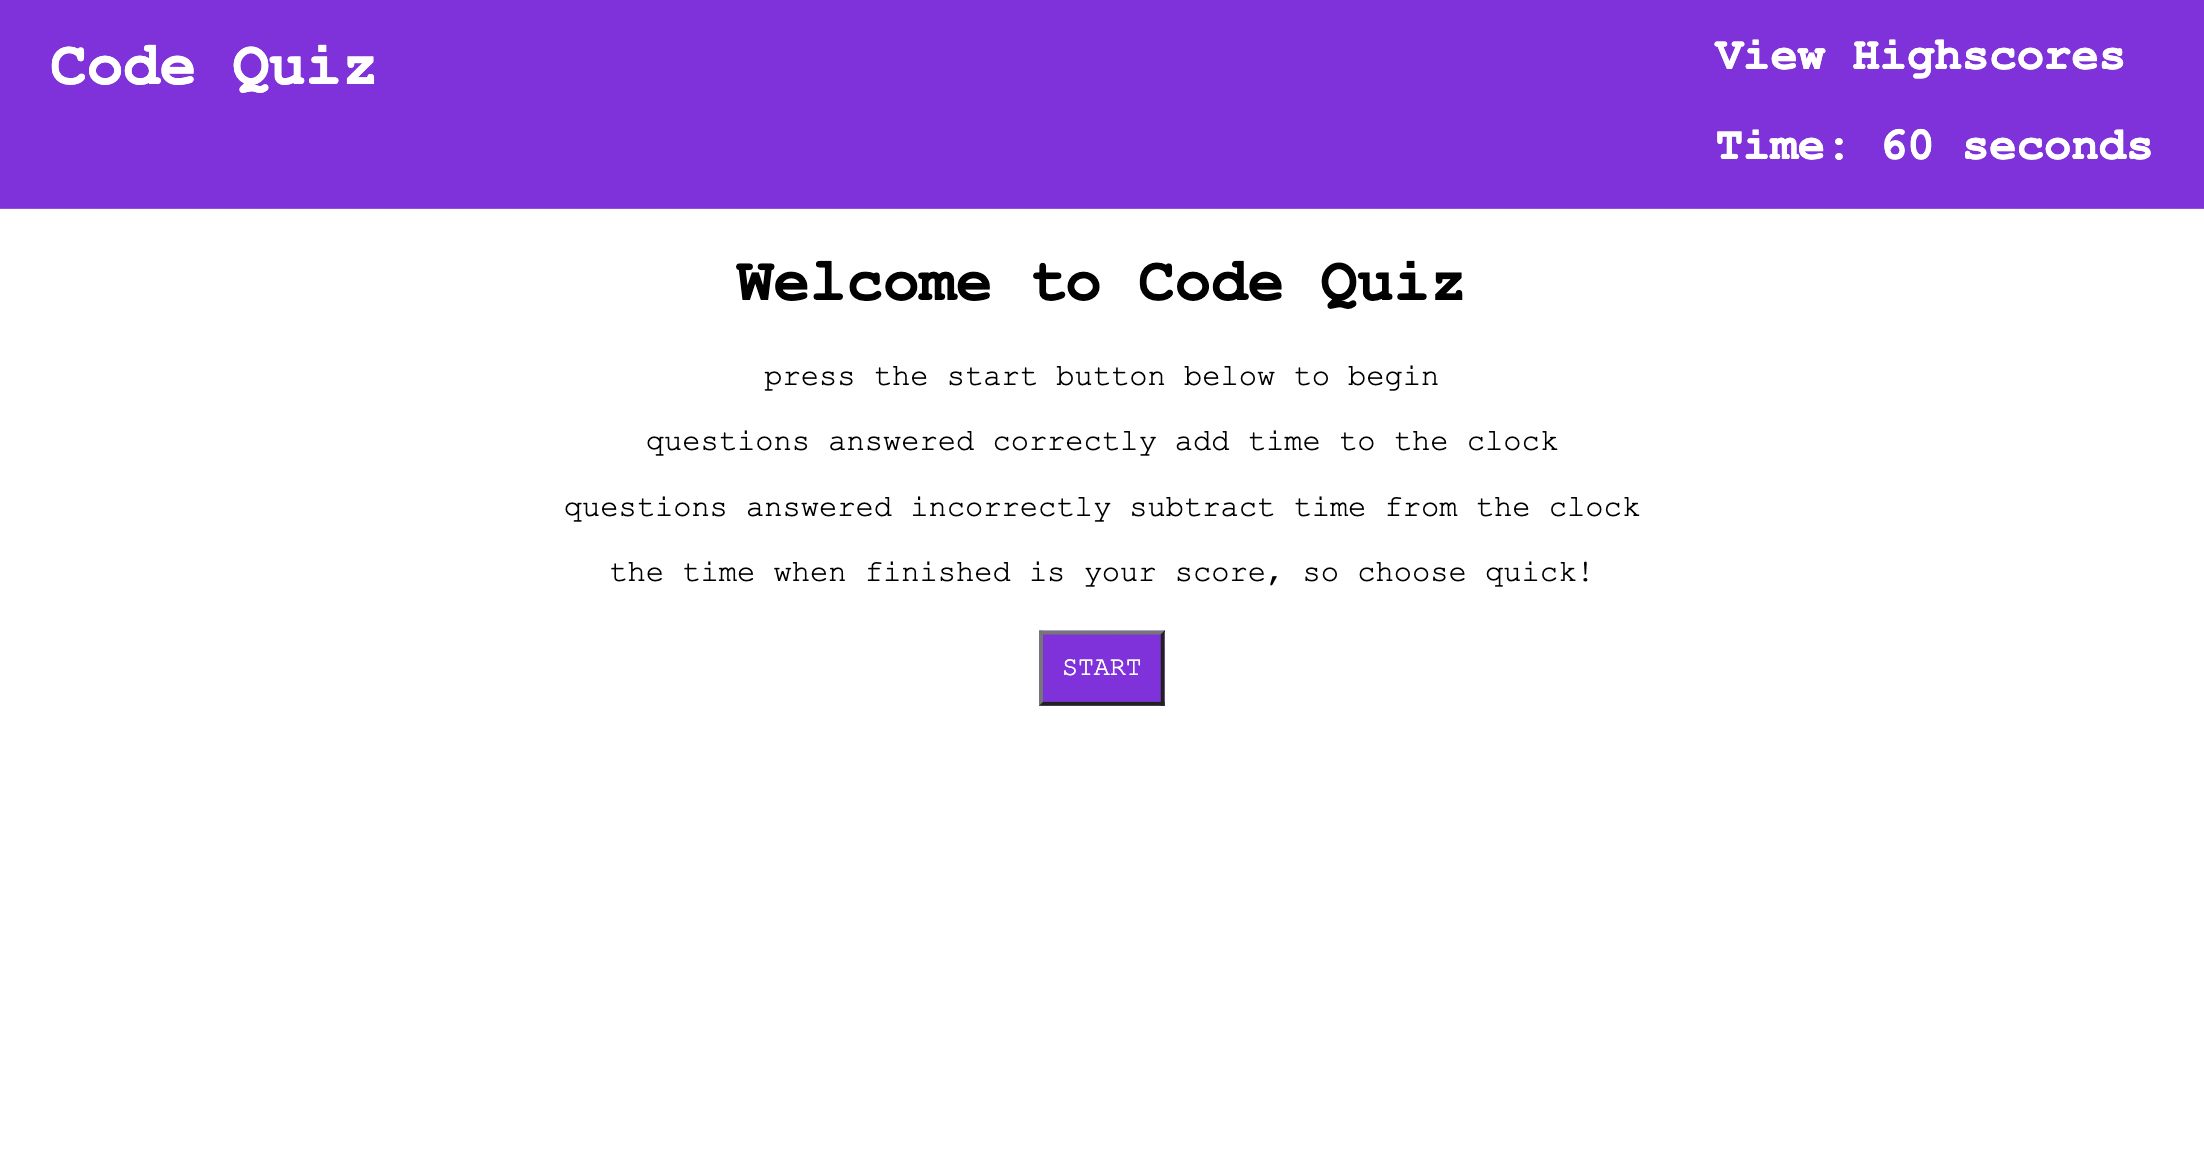 Code Quiz
View Highscores
Time: 60 seconds
Welcome to Code Quiz
press the start button below to begin
questions answered correctly add time to the clock
questions answered incorrectly subtract time from the clock
the time when finished is your score, so choose quick!
START